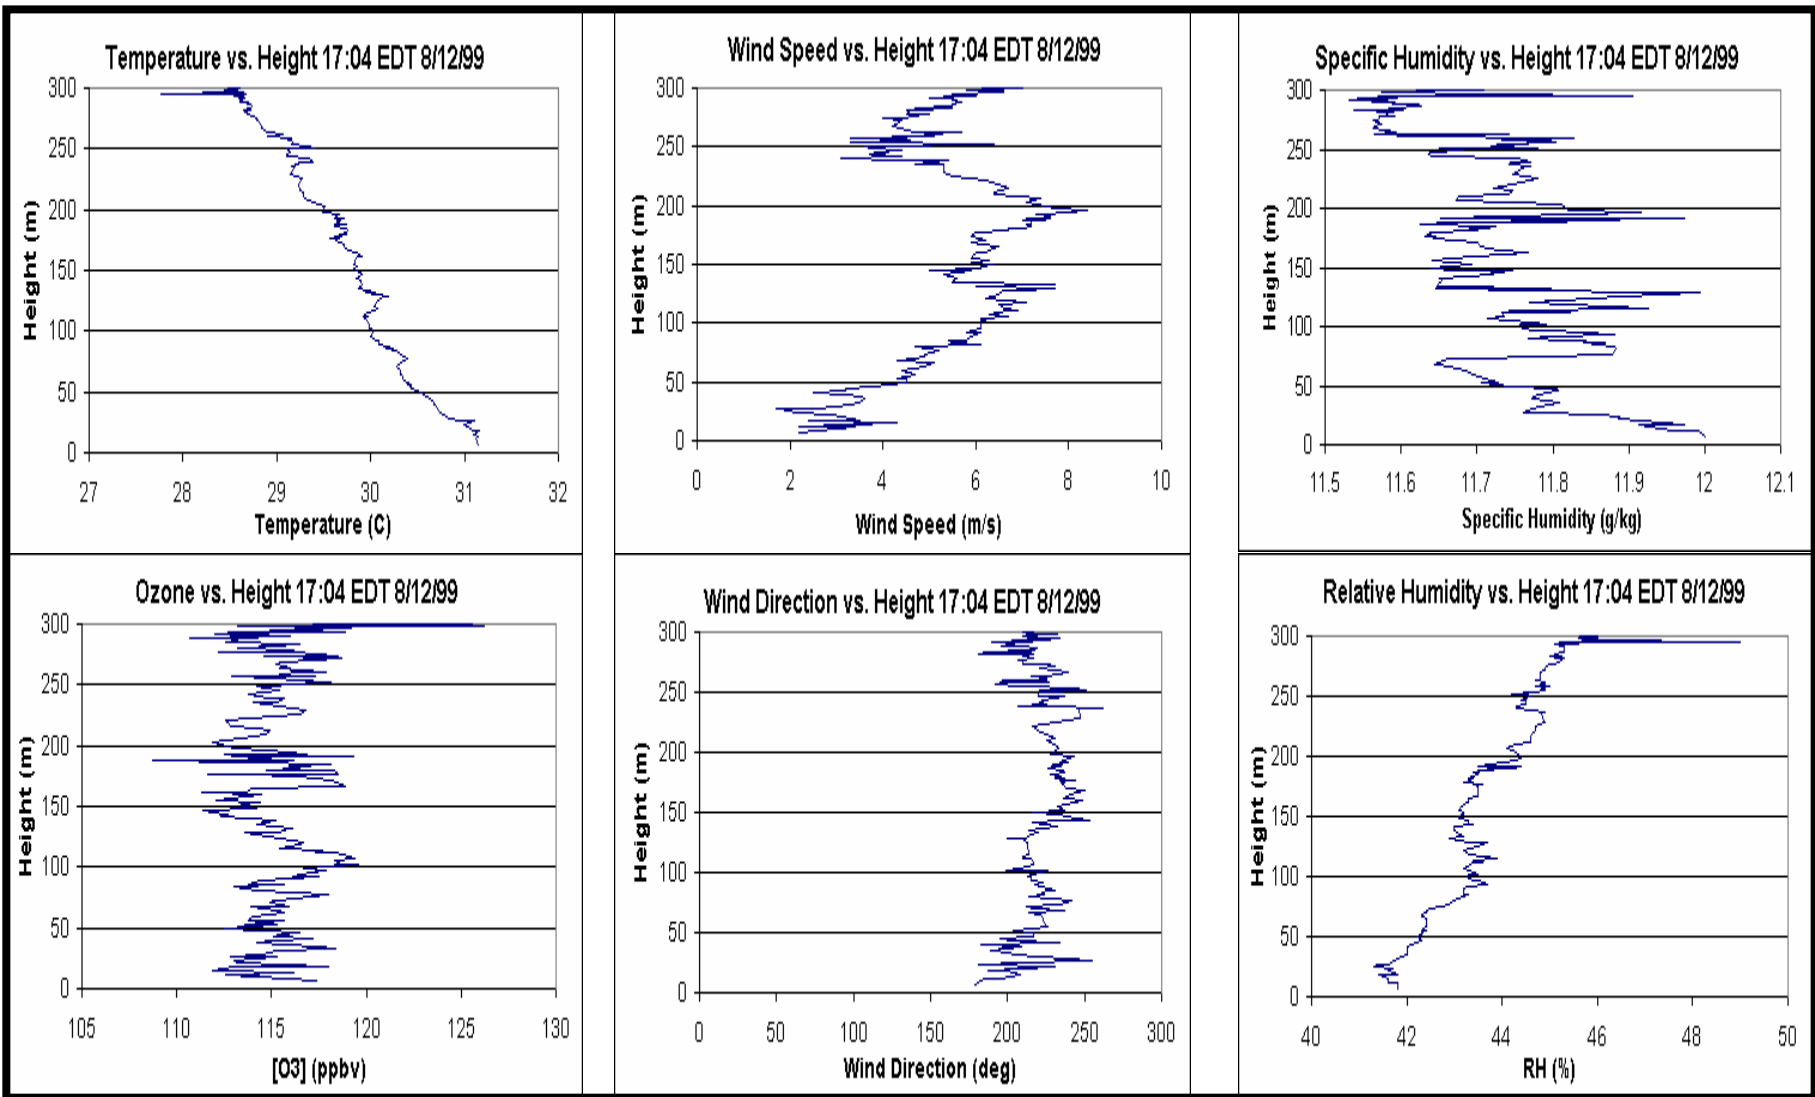 Temperature vs. Height 17:04 EDT 8/12/99
300
250
200
150
100
50
0
Height (m)
27 28 29 30 31 32
Temperature (C)
Wind Speed vs. Height 17:04 EDT 8/12/99
300
250
200
150
100
50
0
Height (m)
0 2 4 6 8 10
Wind Speed (m/s)
Specific Humidity vs. Height 17:04 EDT 8/12/99
300
250
200
150
100
50
0
Height (m)
11.5 11.6 11.7 11.8 11.9 12 12.1
Specific Humidity (g/kg)
Ozone vs. Height 17:04 EDT 8/12/99
300
250
200
150
100
50
0
Height (m)
105 110 115 120 125 130
[O3] (ppbv)
Wind Direction vs. Height 17:04 EDT 8/12/99
300
250
200
150
100
50
0
Height (m)
0 50 100 150 200 250 300
Wind Direction (deg)
Relative Humidity vs. Height 17:04 EDT 8/12/99
300
250
200
150
100
50
0
Height (m)
40 42 44 46 48 50
RH (%)